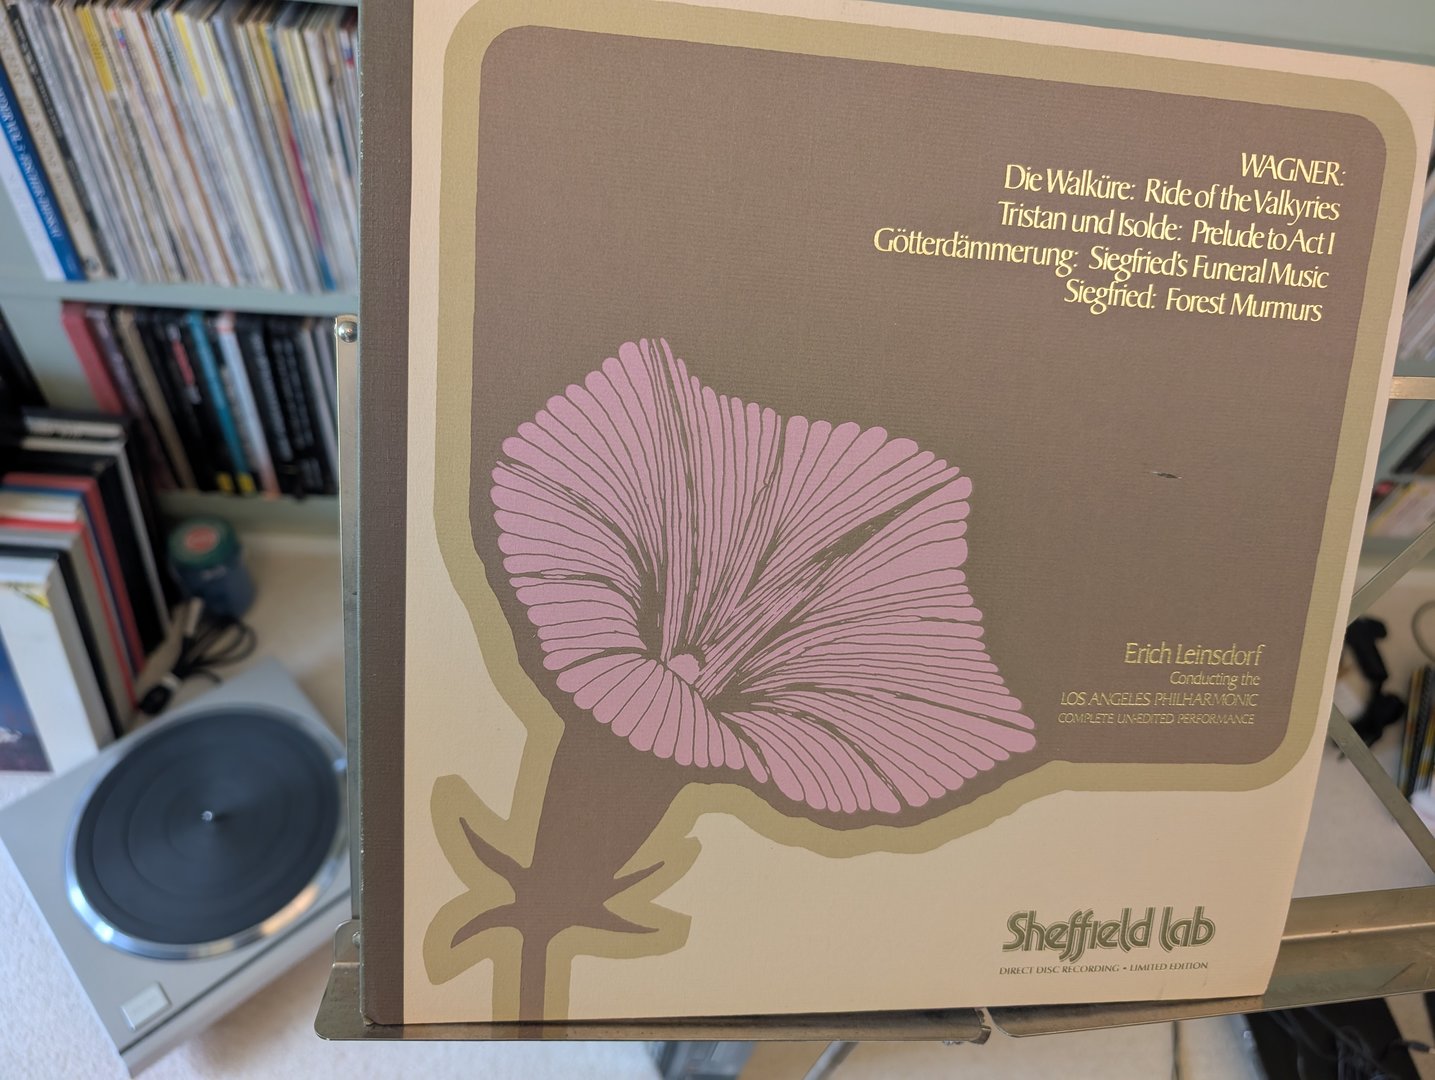 WAGNER:
Die Walküre: Ride of the Valkyries
Tristan und Isolde: Prelude to Act I
Götterdämmerung: Siegfried's Funeral Music
Siegfried: Forest Murmurs
Erich Leinsdorf
Conducting the
LOS ANGELES PHILHARMONIC
COMPLETE UN-EDITED PERFORMANCE
Sheffield Lab
DIRECT DISC RECORDING • LIMITED EDITION